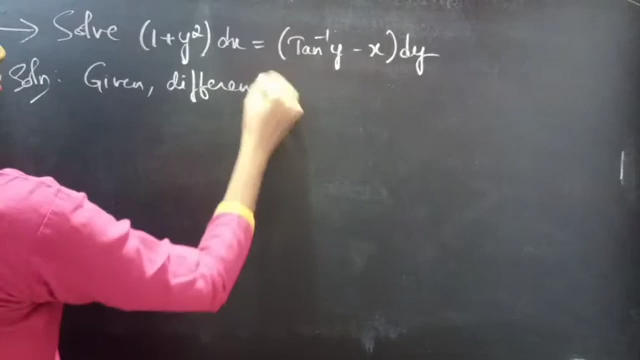 → Solve (1+y²)dx = (Tan⁻¹y - x)dy
Soln: Given, differen